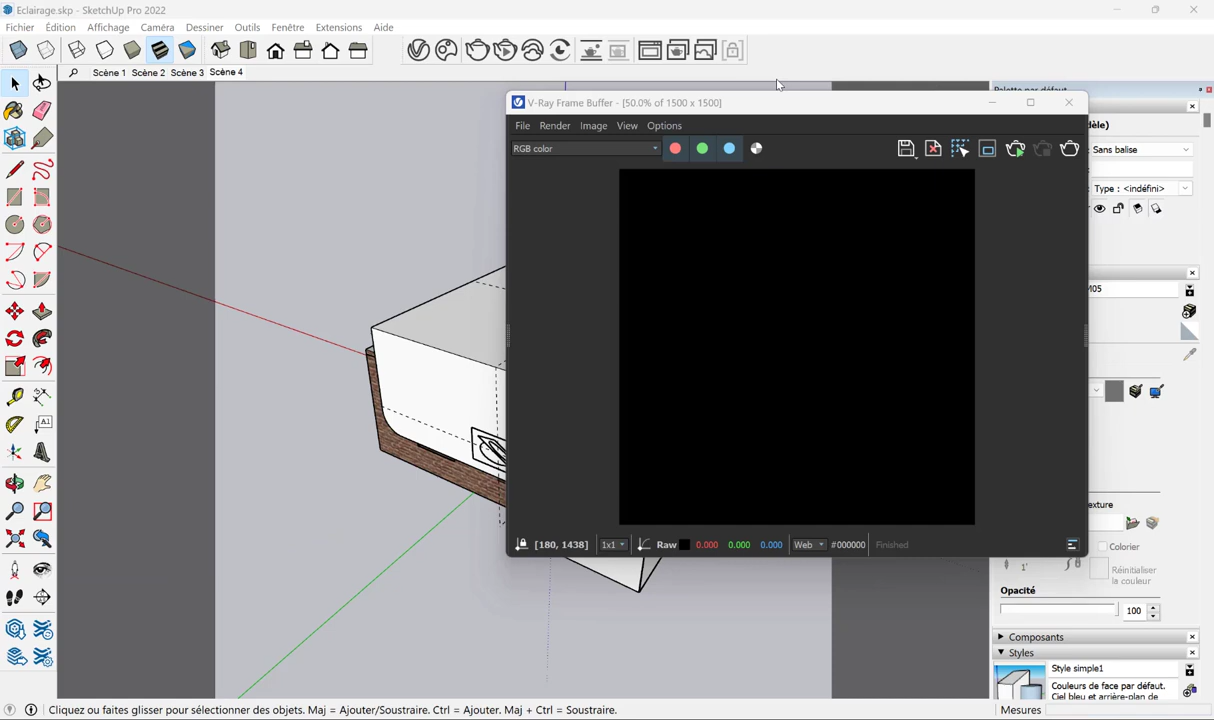 Eclairage.skp - SketchUp Pro 2022
Fichier Édition Affichage Caméra Dessiner Outils Fenêtre Extensions Aide
Scène 1 Scène 2 Scène 3 Scène 4
Palette par défaut
V-Ray Frame Buffer - [50.0% of 1500 x 1500]
File Render Image View Options
RGB color
dèle)
Sans balise
Type : <indéfini>
M05
A1
exture
Colorier
1'
Réinitialiser
la couleur
Opacité
100
[180, 1438] 1x1 Raw 0.000 0.000 0.000 Web #000000 Finished
Composants
Styles
Style simple1
Couleurs de face par défaut.
Ciel bleu et arrière-plan de
Cliquez ou faites glisser pour sélectionner des objets. Maj = Ajouter/Soustraire. Ctrl = Ajouter. Maj + Ctrl = Soustraire.
Mesures